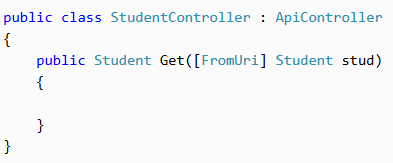 public class StudentController : ApiController
{
    public Student Get([FromUri] Student stud)
    {

    }
}